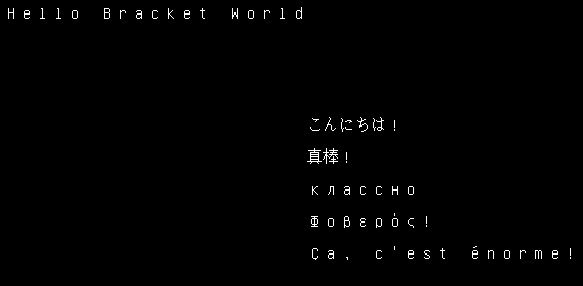 Hello Bracket World
こんにちは！
真棒！
классно
Φοβερός!
Ça, c'est énorme!